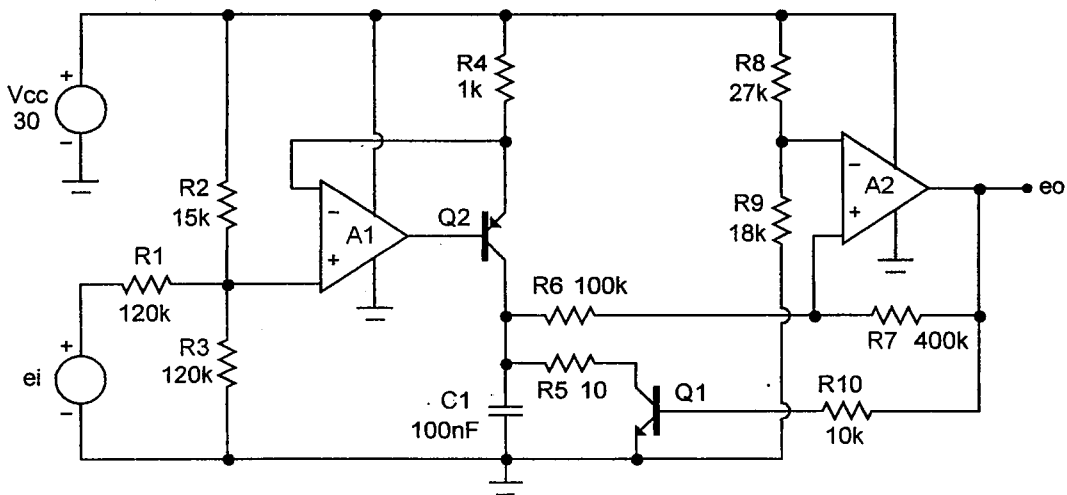 Vcc
30
+
−
R2
15k
R1
120k
R3
120k
ei
+
−
A1
−
+
R4
1k
Q2
R6 100k
R5 10
C1
100nF
Q1
R8
27k
R9
18k
A2
−
+
eo
R7 400k
R10
10k